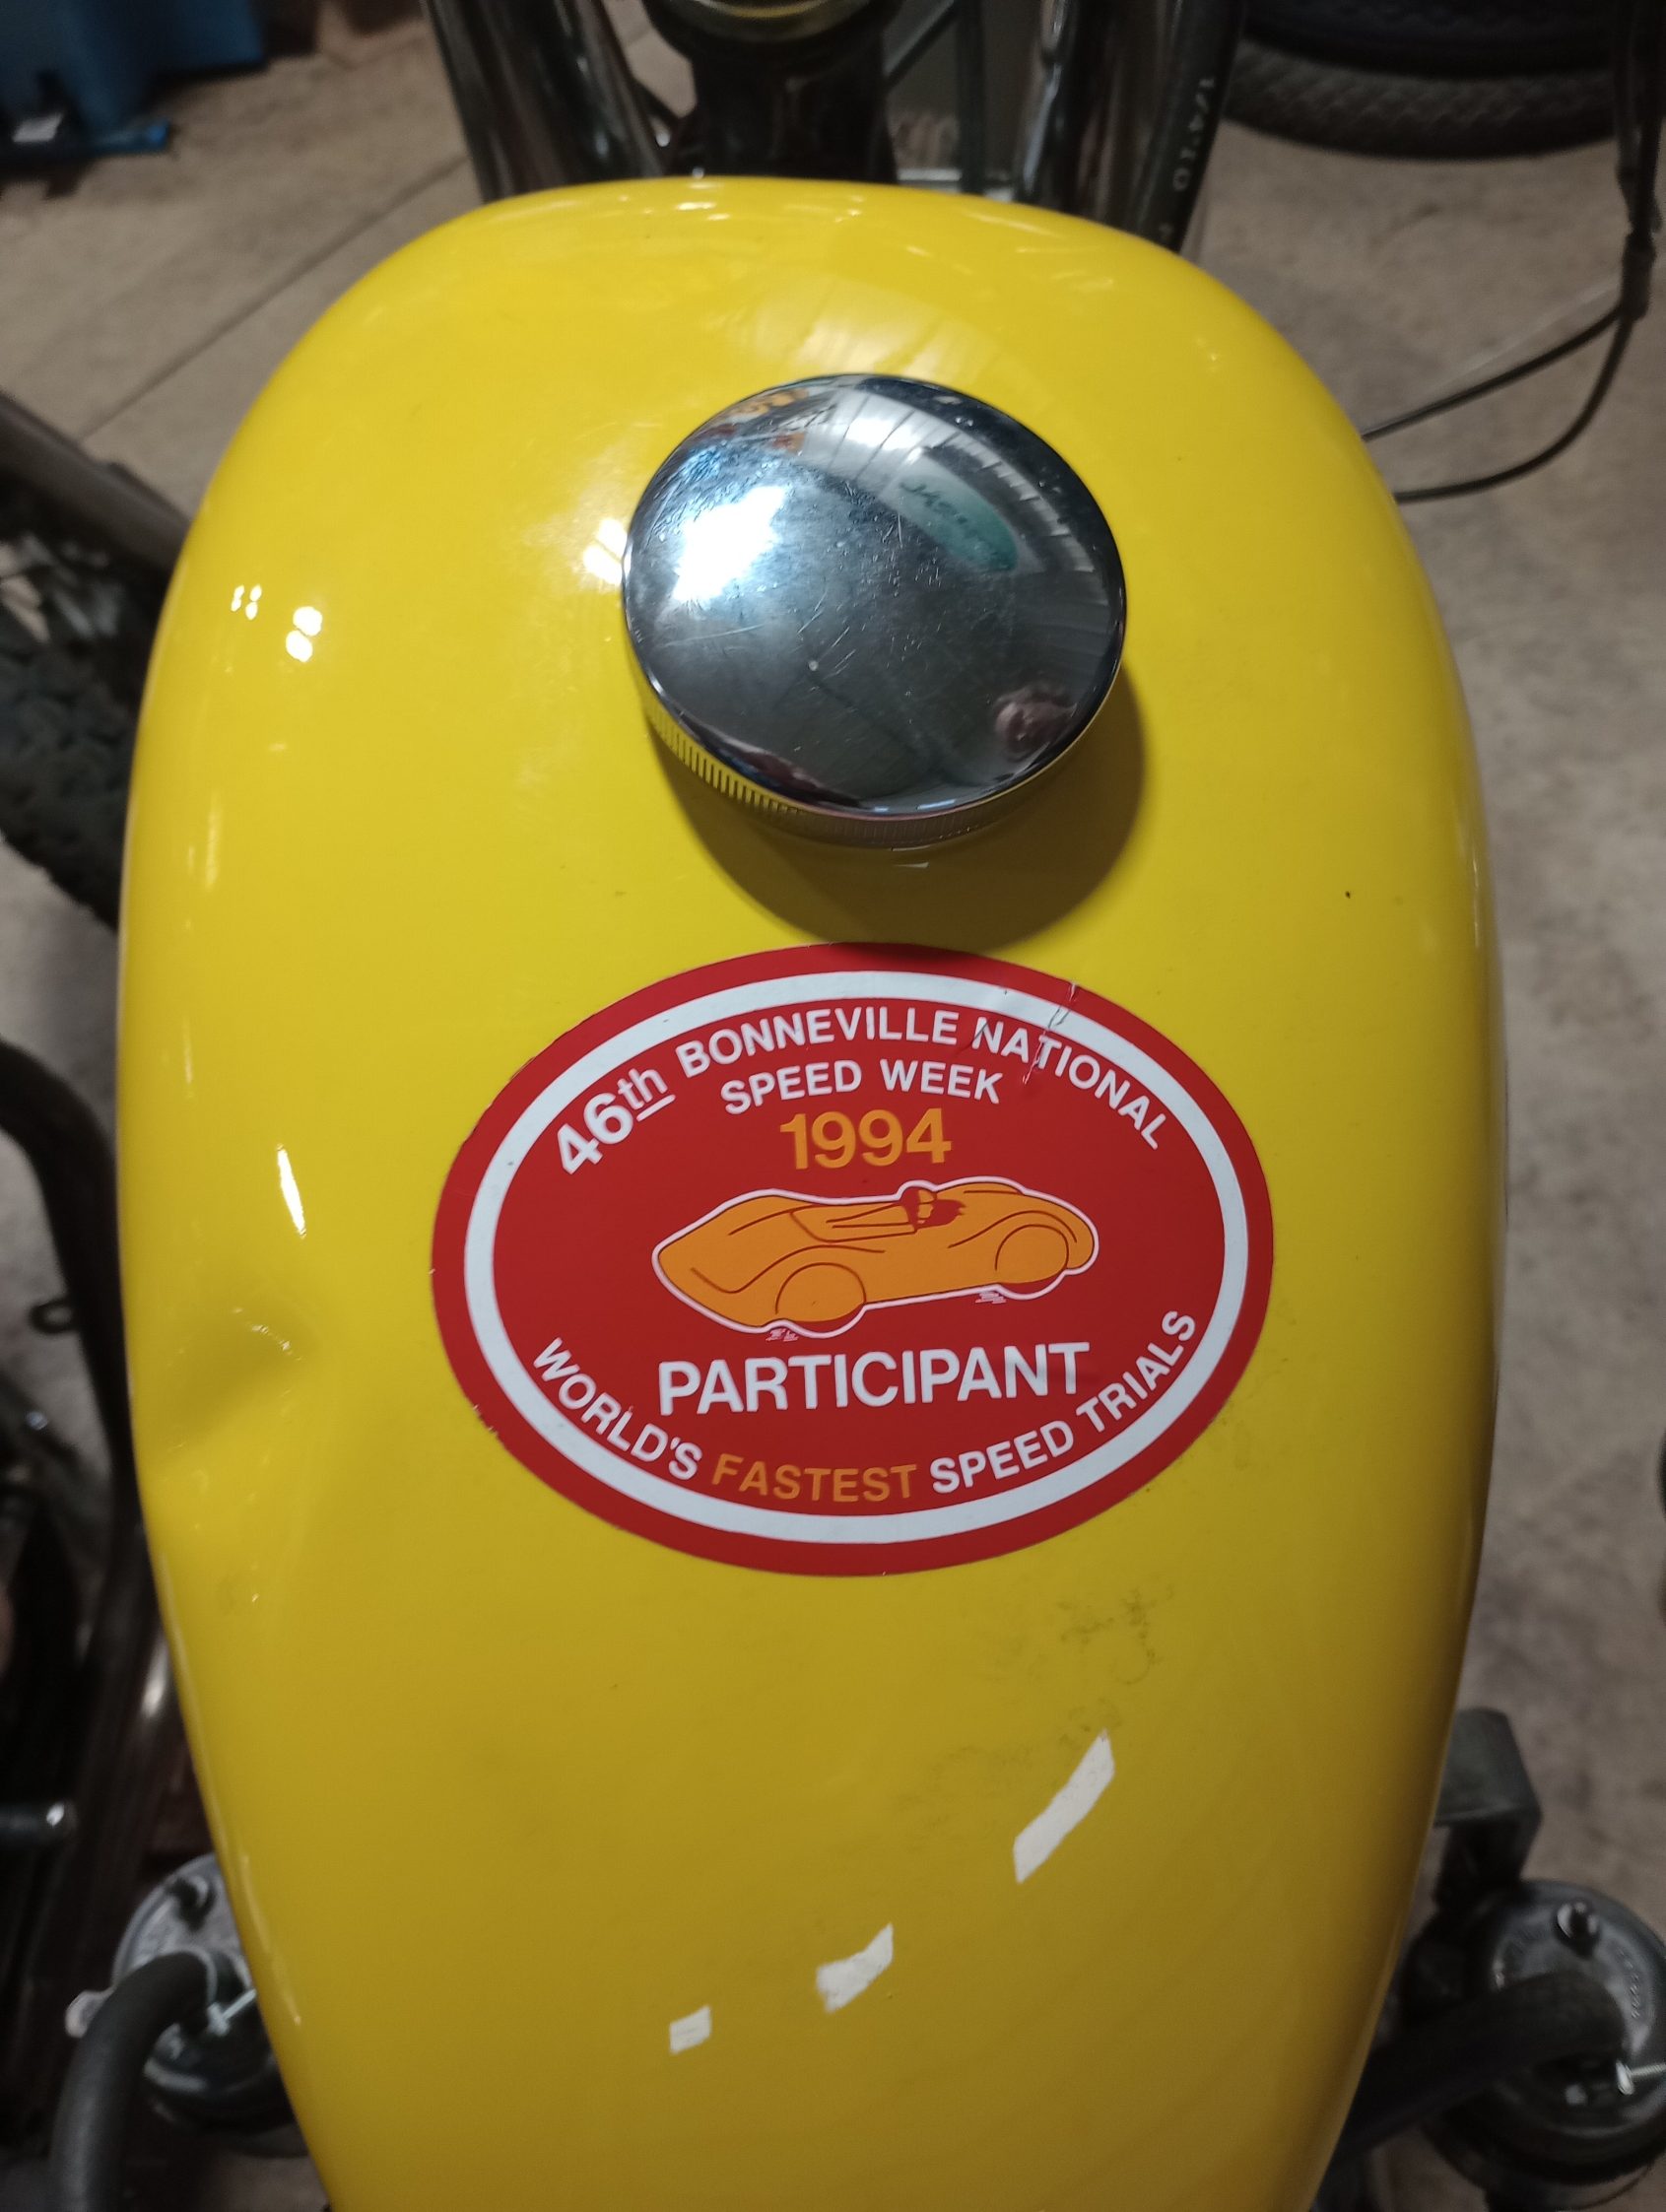 46th BONNEVILLE NATIONAL
SPEED WEEK
1994
PARTICIPANT
WORLD'S FASTEST SPEED TRIALS